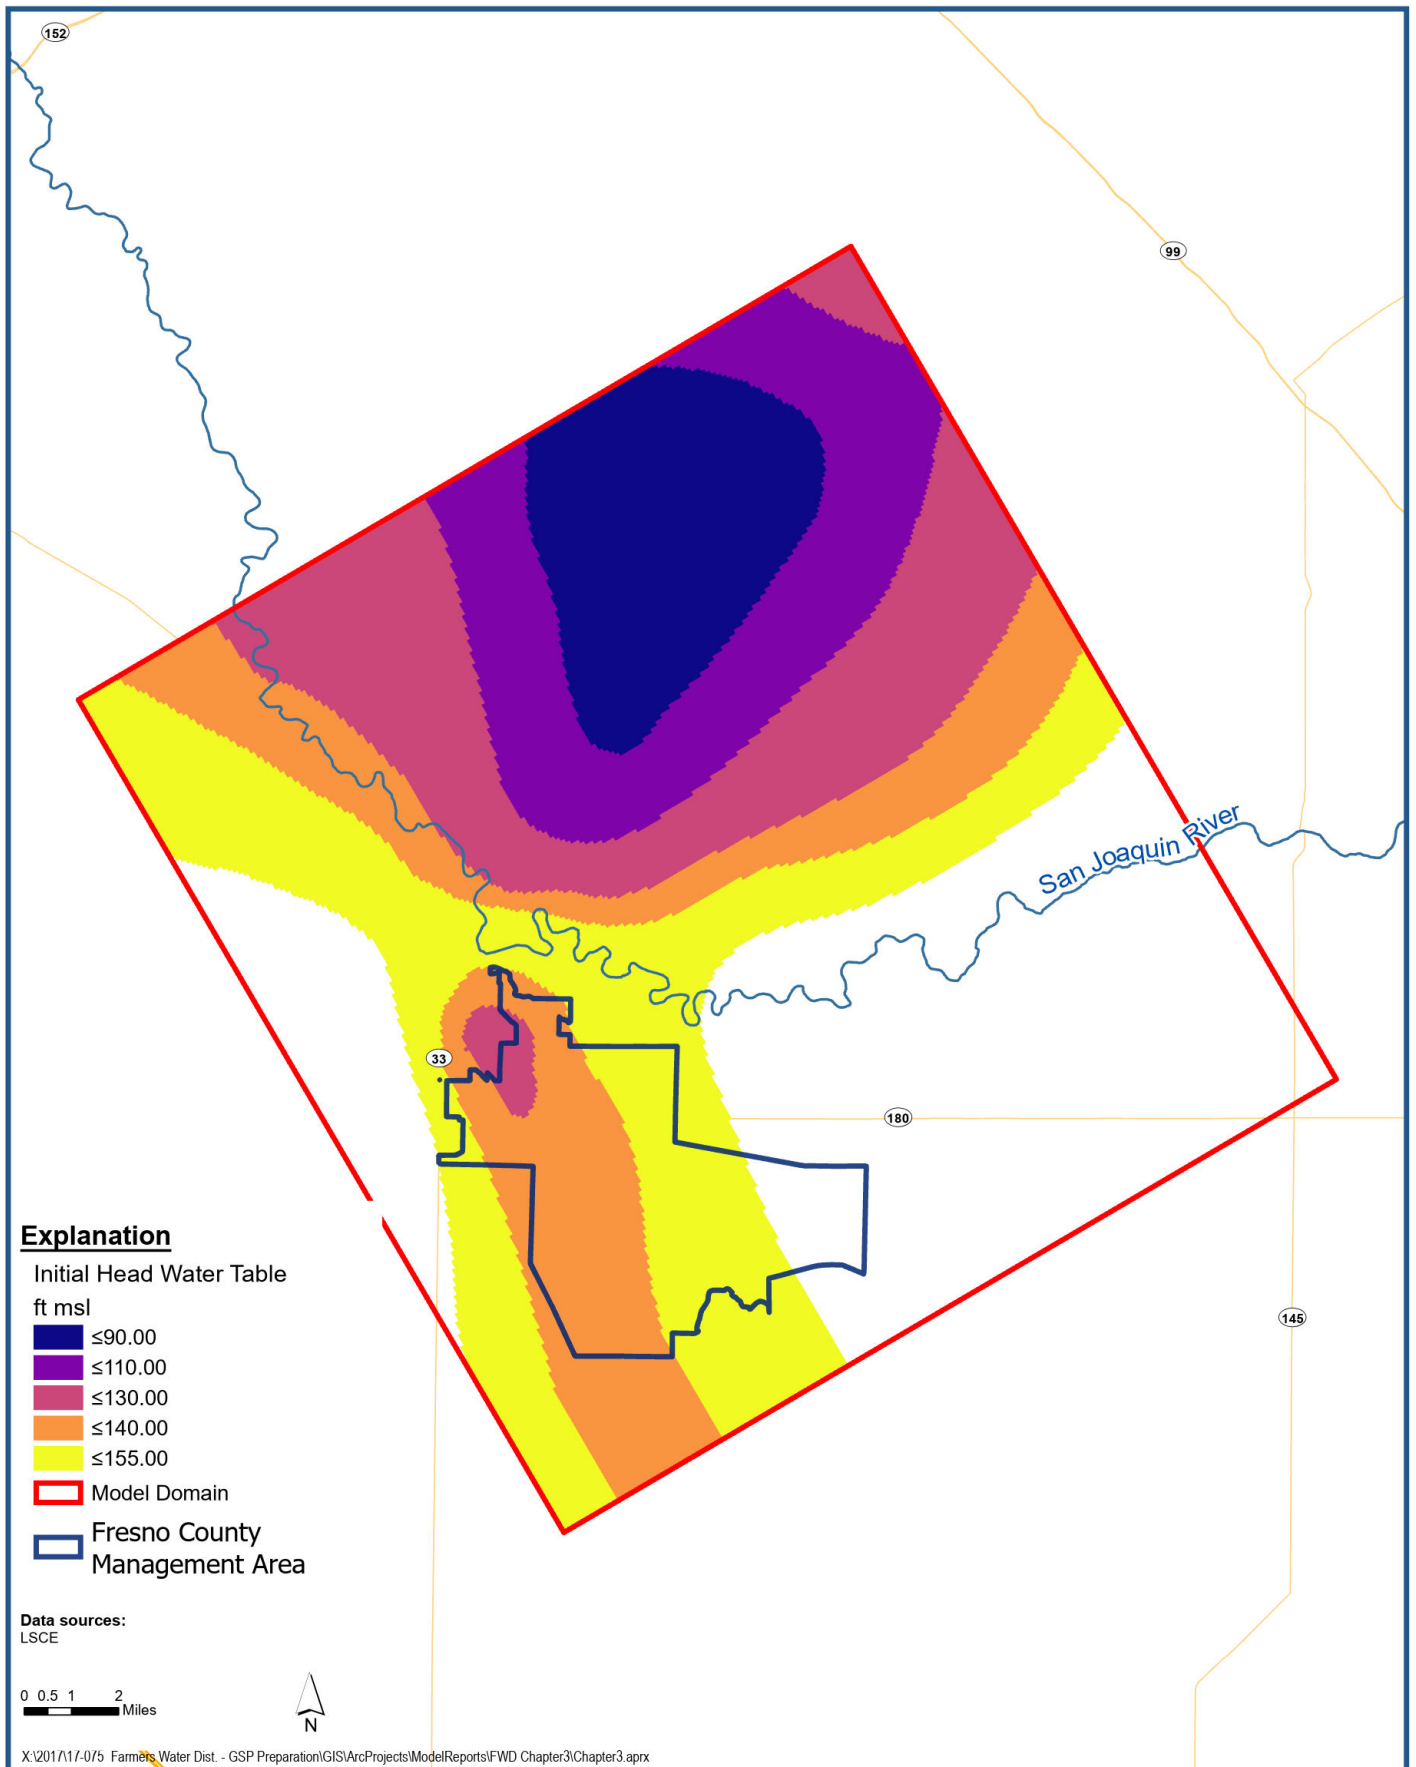 152
99
San Joaquin River
33
180
145
Explanation
Initial Head Water Table
ft msl
≤90.00
≤110.00
≤130.00
≤140.00
≤155.00
Model Domain
Fresno County
Management Area
Data sources:
LSCE
0 0.5 1 2
Miles
N
X:\2017\17-075 Farmers Water Dist. - GSP Preparation\GIS\ArcProjects\ModelReports\FWD Chapter3\Chapter3.aprx